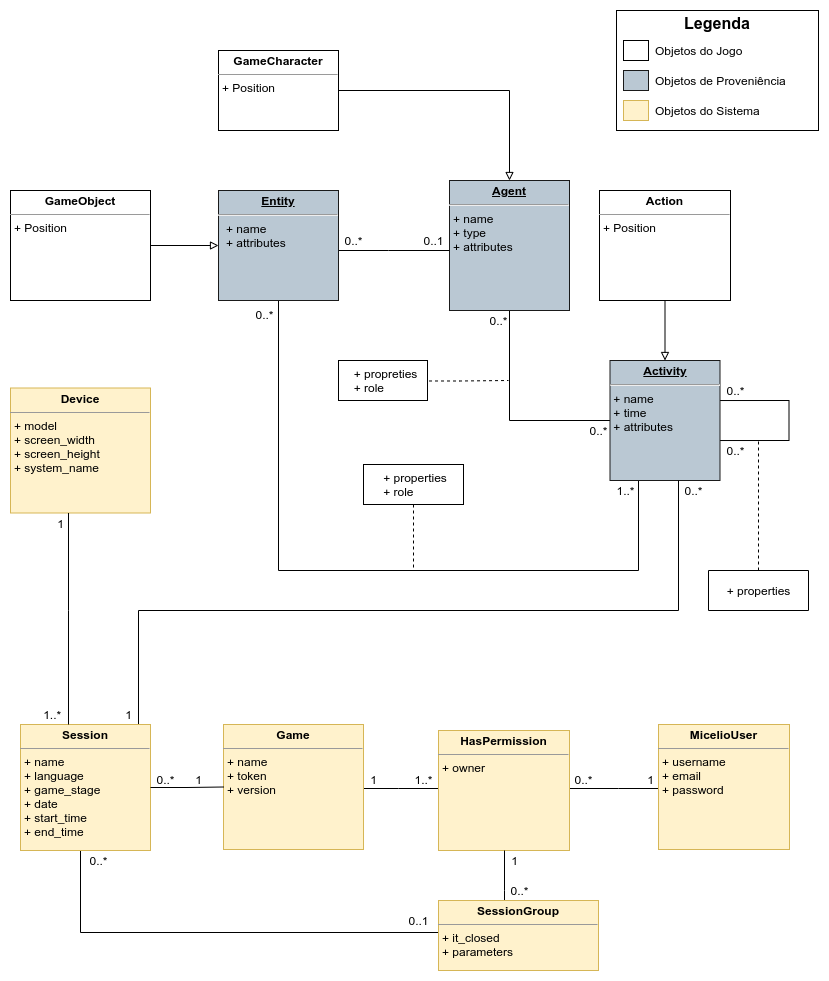 Legenda
Objetos do Jogo
Objetos de Proveniência
Objetos do Sistema
GameCharacter
+ Position
GameObject
+ Position
Entity
+ name
+ attributes
0..*
0..1
Agent
+ name
+ type
+ attributes
Action
+ Position
0..*
0..*
+ propreties
+ role
Activity
+ name
+ time
+ attributes
0..*
0..*
0..*
1..*
0..*
+ properties
+ role
+ properties
Device
+ model
+ screen_width
+ screen_height
+ system_name
1
1..*
1
Session
+ name
+ language
+ game_stage
+ date
+ start_time
+ end_time
0..*
1
Game
+ name
+ token
+ version
1
1..*
HasPermission
+ owner
0..*
1
MicelioUser
+ username
+ email
+ password
0..*
1
0..*
0..1
SessionGroup
+ it_closed
+ parameters